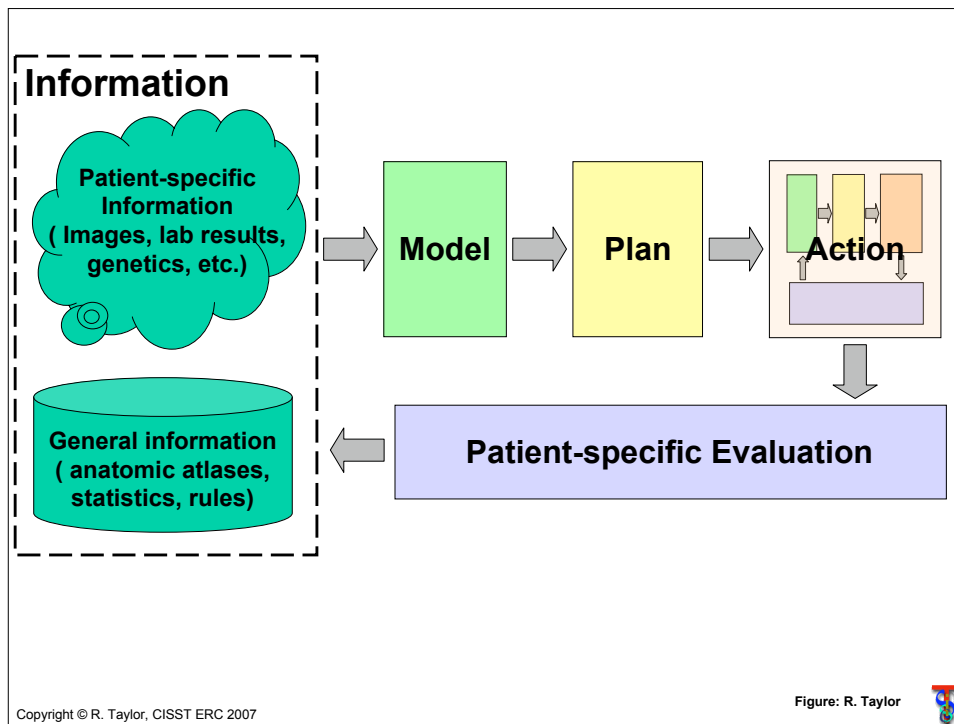 Information
Patient-specific
Information
( Images, lab results,
genetics, etc.)
Model
Plan
Action
General information
( anatomic atlases,
statistics, rules)
Patient-specific Evaluation
Figure: R. Taylor
Copyright © R. Taylor, CISST ERC 2007